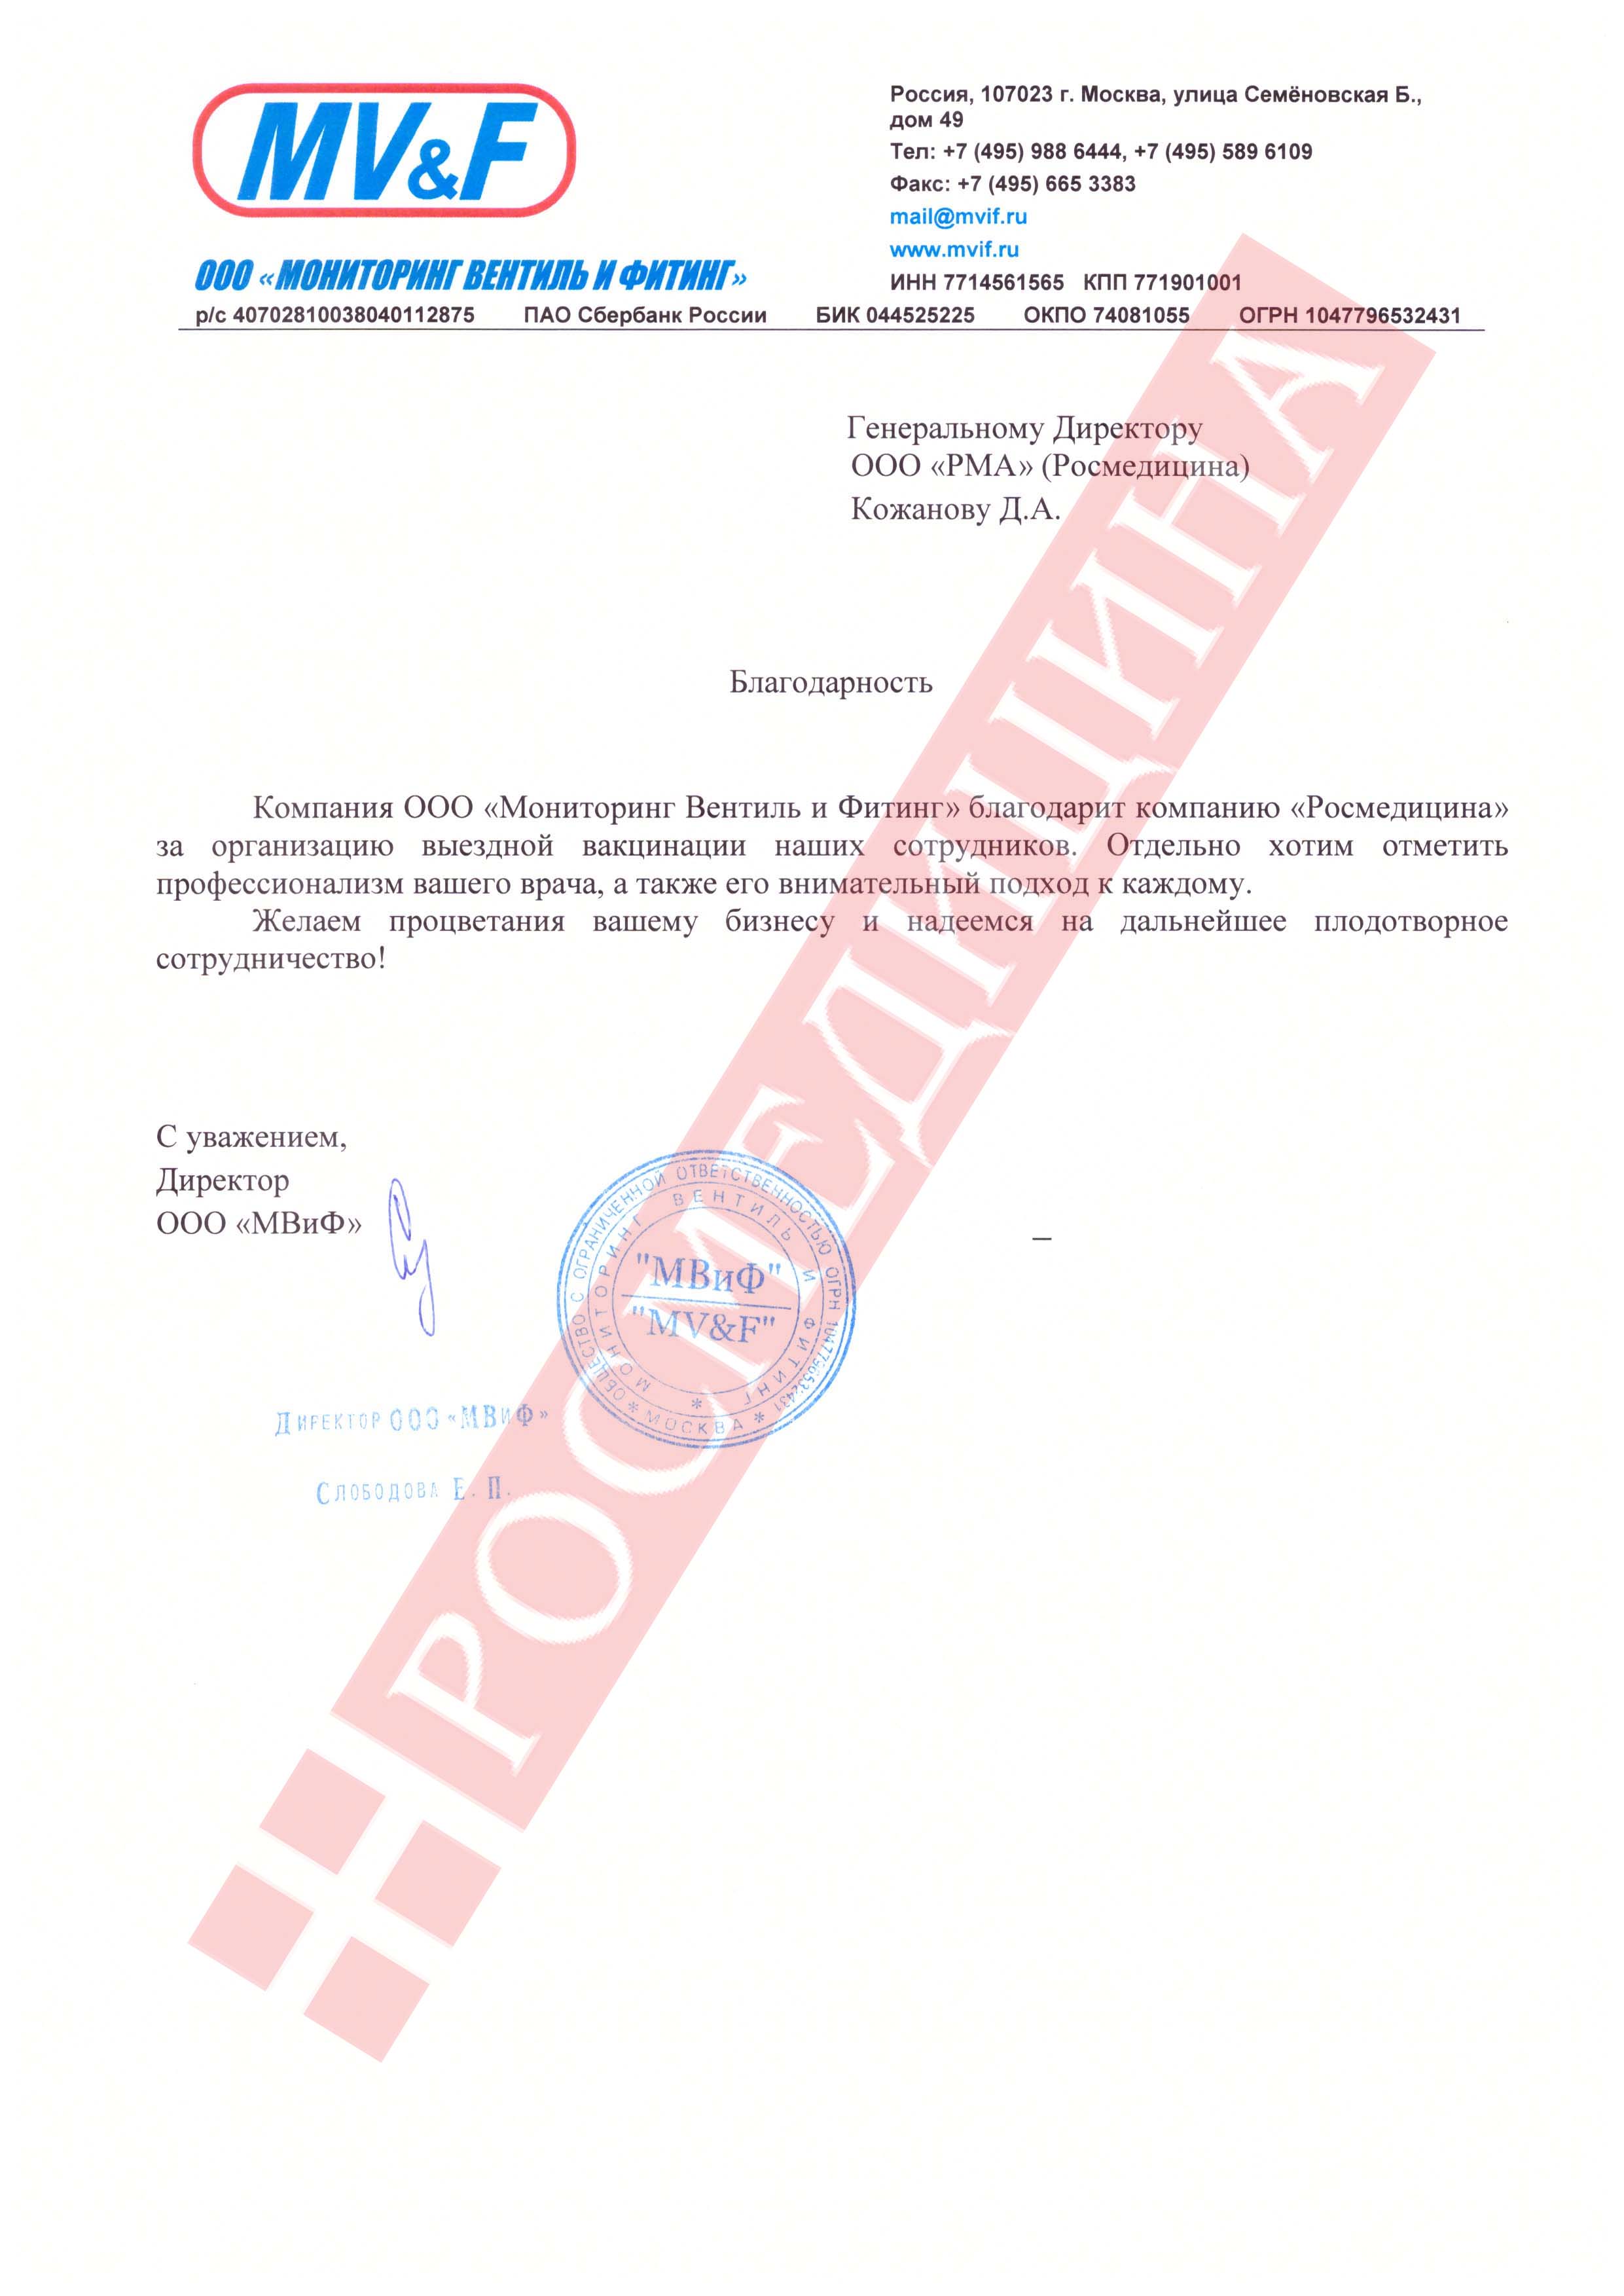 MV&F
ООО «МОНИТОРИНГ ВЕНТИЛЬ И ФИТИНГ»
Россия, 107023 г. Москва, улица Семёновская Б.,
дом 49
Тел: +7 (495) 988 6444, +7 (495) 589 6109
Факс: +7 (495) 665 3383
mail@mvif.ru
www.mvif.ru
ИНН 7714561565 КПП 771901001
р/с 40702810038040112875 ПАО Сбербанк России БИК 044525225 ОКПО 74081055 ОГРН 1047796532431
Генеральному Директору
ООО «РМА» (Росмедицина)
Кожанову Д.А.
Благодарность
Компания ООО «Мониторинг Вентиль и Фитинг» благодарит компанию «Росмедицина»
за организацию выездной вакцинации наших сотрудников. Отдельно хотим отметить
профессионализм вашего врача, а также его внимательный подход к каждому.
Желаем процветания вашему бизнесу и надеемся на дальнейшее плодотворное
сотрудничество!
С уважением,
Директор
ООО «МВиФ»
ОБЩЕСТВО С ОГРАНИЧЕННОЙ ОТВЕТСТВЕННОСТЬЮ ОГРН 1047796532431
* МОСКВА *
МОНИТОРИНГ ВЕНТИЛЬ И ФИТИНГ *
"МВиФ"
"MV&F"
ДИРЕКТОР ООО «МВиФ»
СЛОБОДОВА Е. П.
РОСМЕДИЦИНА